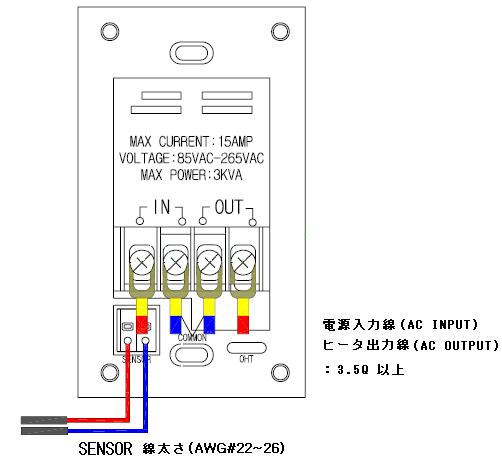 MAX CURRENT:15AMP
VOLTAGE:85VAC-265VAC
MAX POWER:3KVA
IN OUT
COMMON
SENSOR
OHT
電源入力線(AC INPUT)
ヒータ出力線(AC OUTPUT)
:3.5Q 以上
SENSOR 線太さ(AWG#22~26)